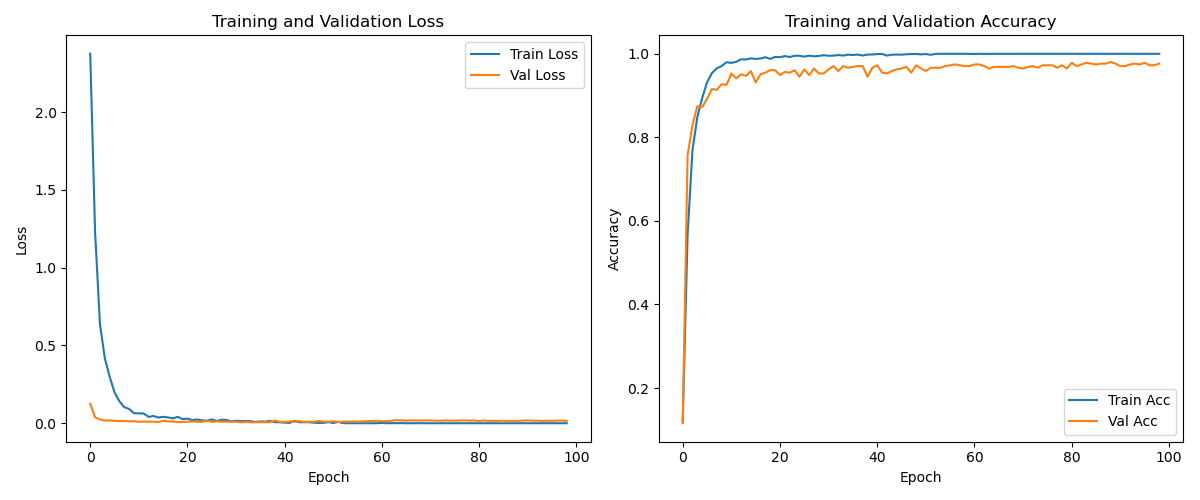 Training and Validation Loss
Train Loss
Val Loss
2.0
1.5
1.0
0.5
0.0
Loss
0
20
40
60
80
100
Epoch
Training and Validation Accuracy
1.0
0.8
0.6
0.4
0.2
Accuracy
Train Acc
Val Acc
0
20
40
60
80
100
Epoch